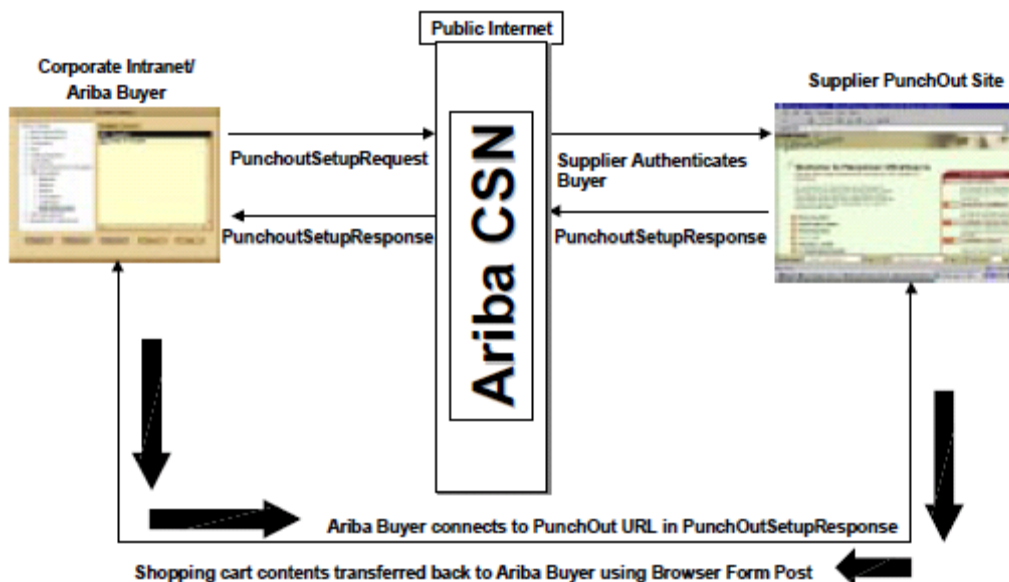 Public Internet
Corporate Intranet/
Ariba Buyer
Supplier PunchOut Site
Ariba CSN
PunchoutSetupRequest
Supplier Authenticates
Buyer
PunchoutSetupResponse
PunchoutSetupResponse
Ariba Buyer connects to PunchOut URL in PunchOutSetupResponse
Shopping cart contents transferred back to Ariba Buyer using Browser Form Post